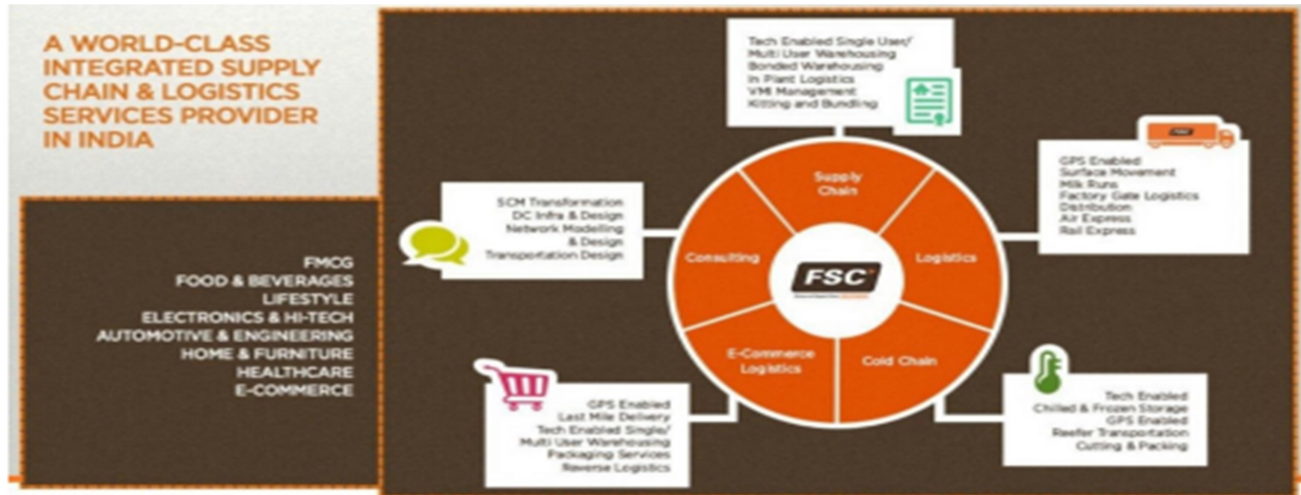 A WORLD-CLASS
INTEGRATED SUPPLY
CHAIN & LOGISTICS
SERVICES PROVIDER
IN INDIA
FMCG
FOOD & BEVERAGES
LIFESTYLE
ELECTRONICS & HI-TECH
AUTOMOTIVE & ENGINEERING
HOME & FURNITURE
HEALTHCARE
E-COMMERCE
Tech Enabled Single User/
Multi User Warehousing
Bonded Warehousing
In Plant Logistics
VMI Management
Kitting and Bundling
FSC
GPS Enabled
Surface Movement
Milk Runs
Factory Gate Logistics
Distribution
Air Express
Rail Express
SCM Transformation
DC Infra & Design
Network Modelling
& Design
Transportation Design
Supply
Chain
Consulting
Logistics
FSC
E-Commerce
Logistics
Cold Chain
GPS Enabled
Last Mile Delivery
Tech Enabled Single/
Multi User Warehousing
Packaging Services
Reverse Logistics
Tech Enabled
Chilled & Frozen Storage
GPS Enabled
Reefer Transportation
Cutting & Packing